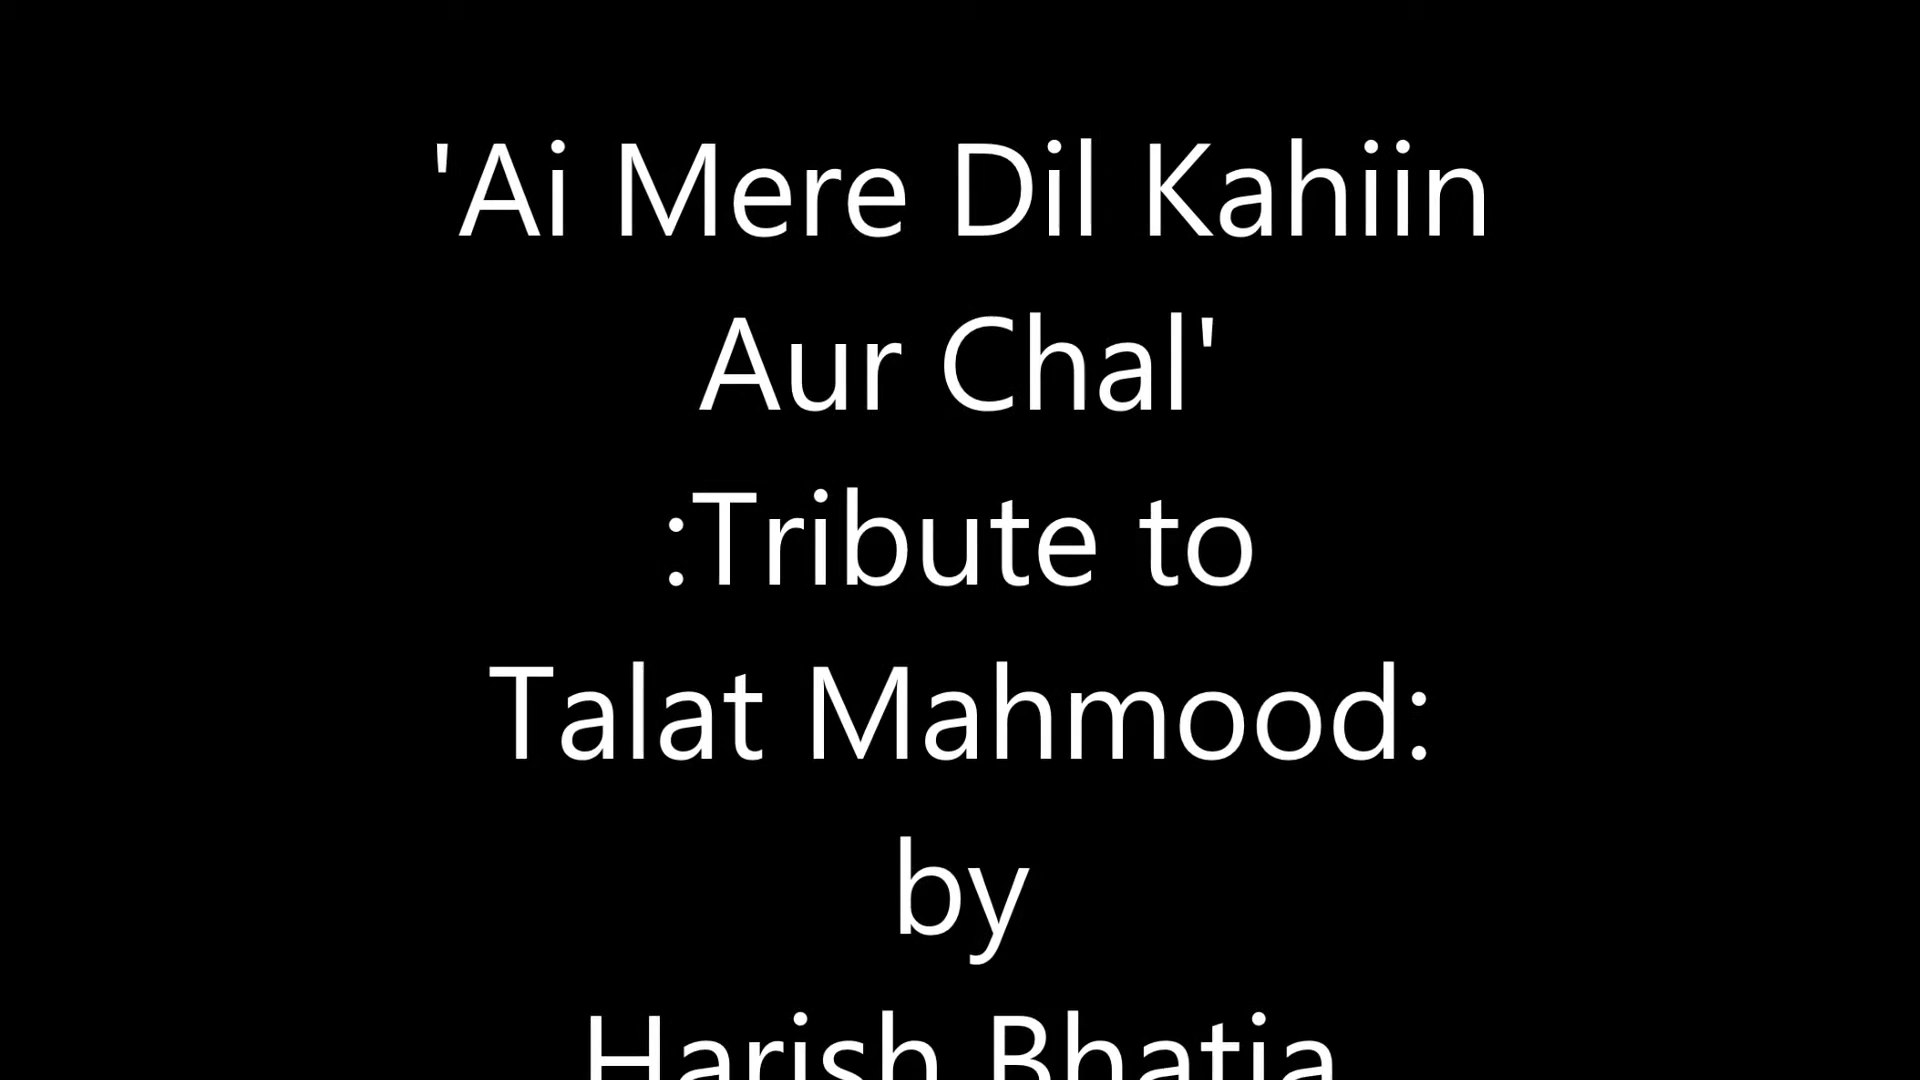 'Ai Mere Dil Kahiin
Aur Chal'
:Tribute to
Talat Mahmood:
by
Harish Bhatia